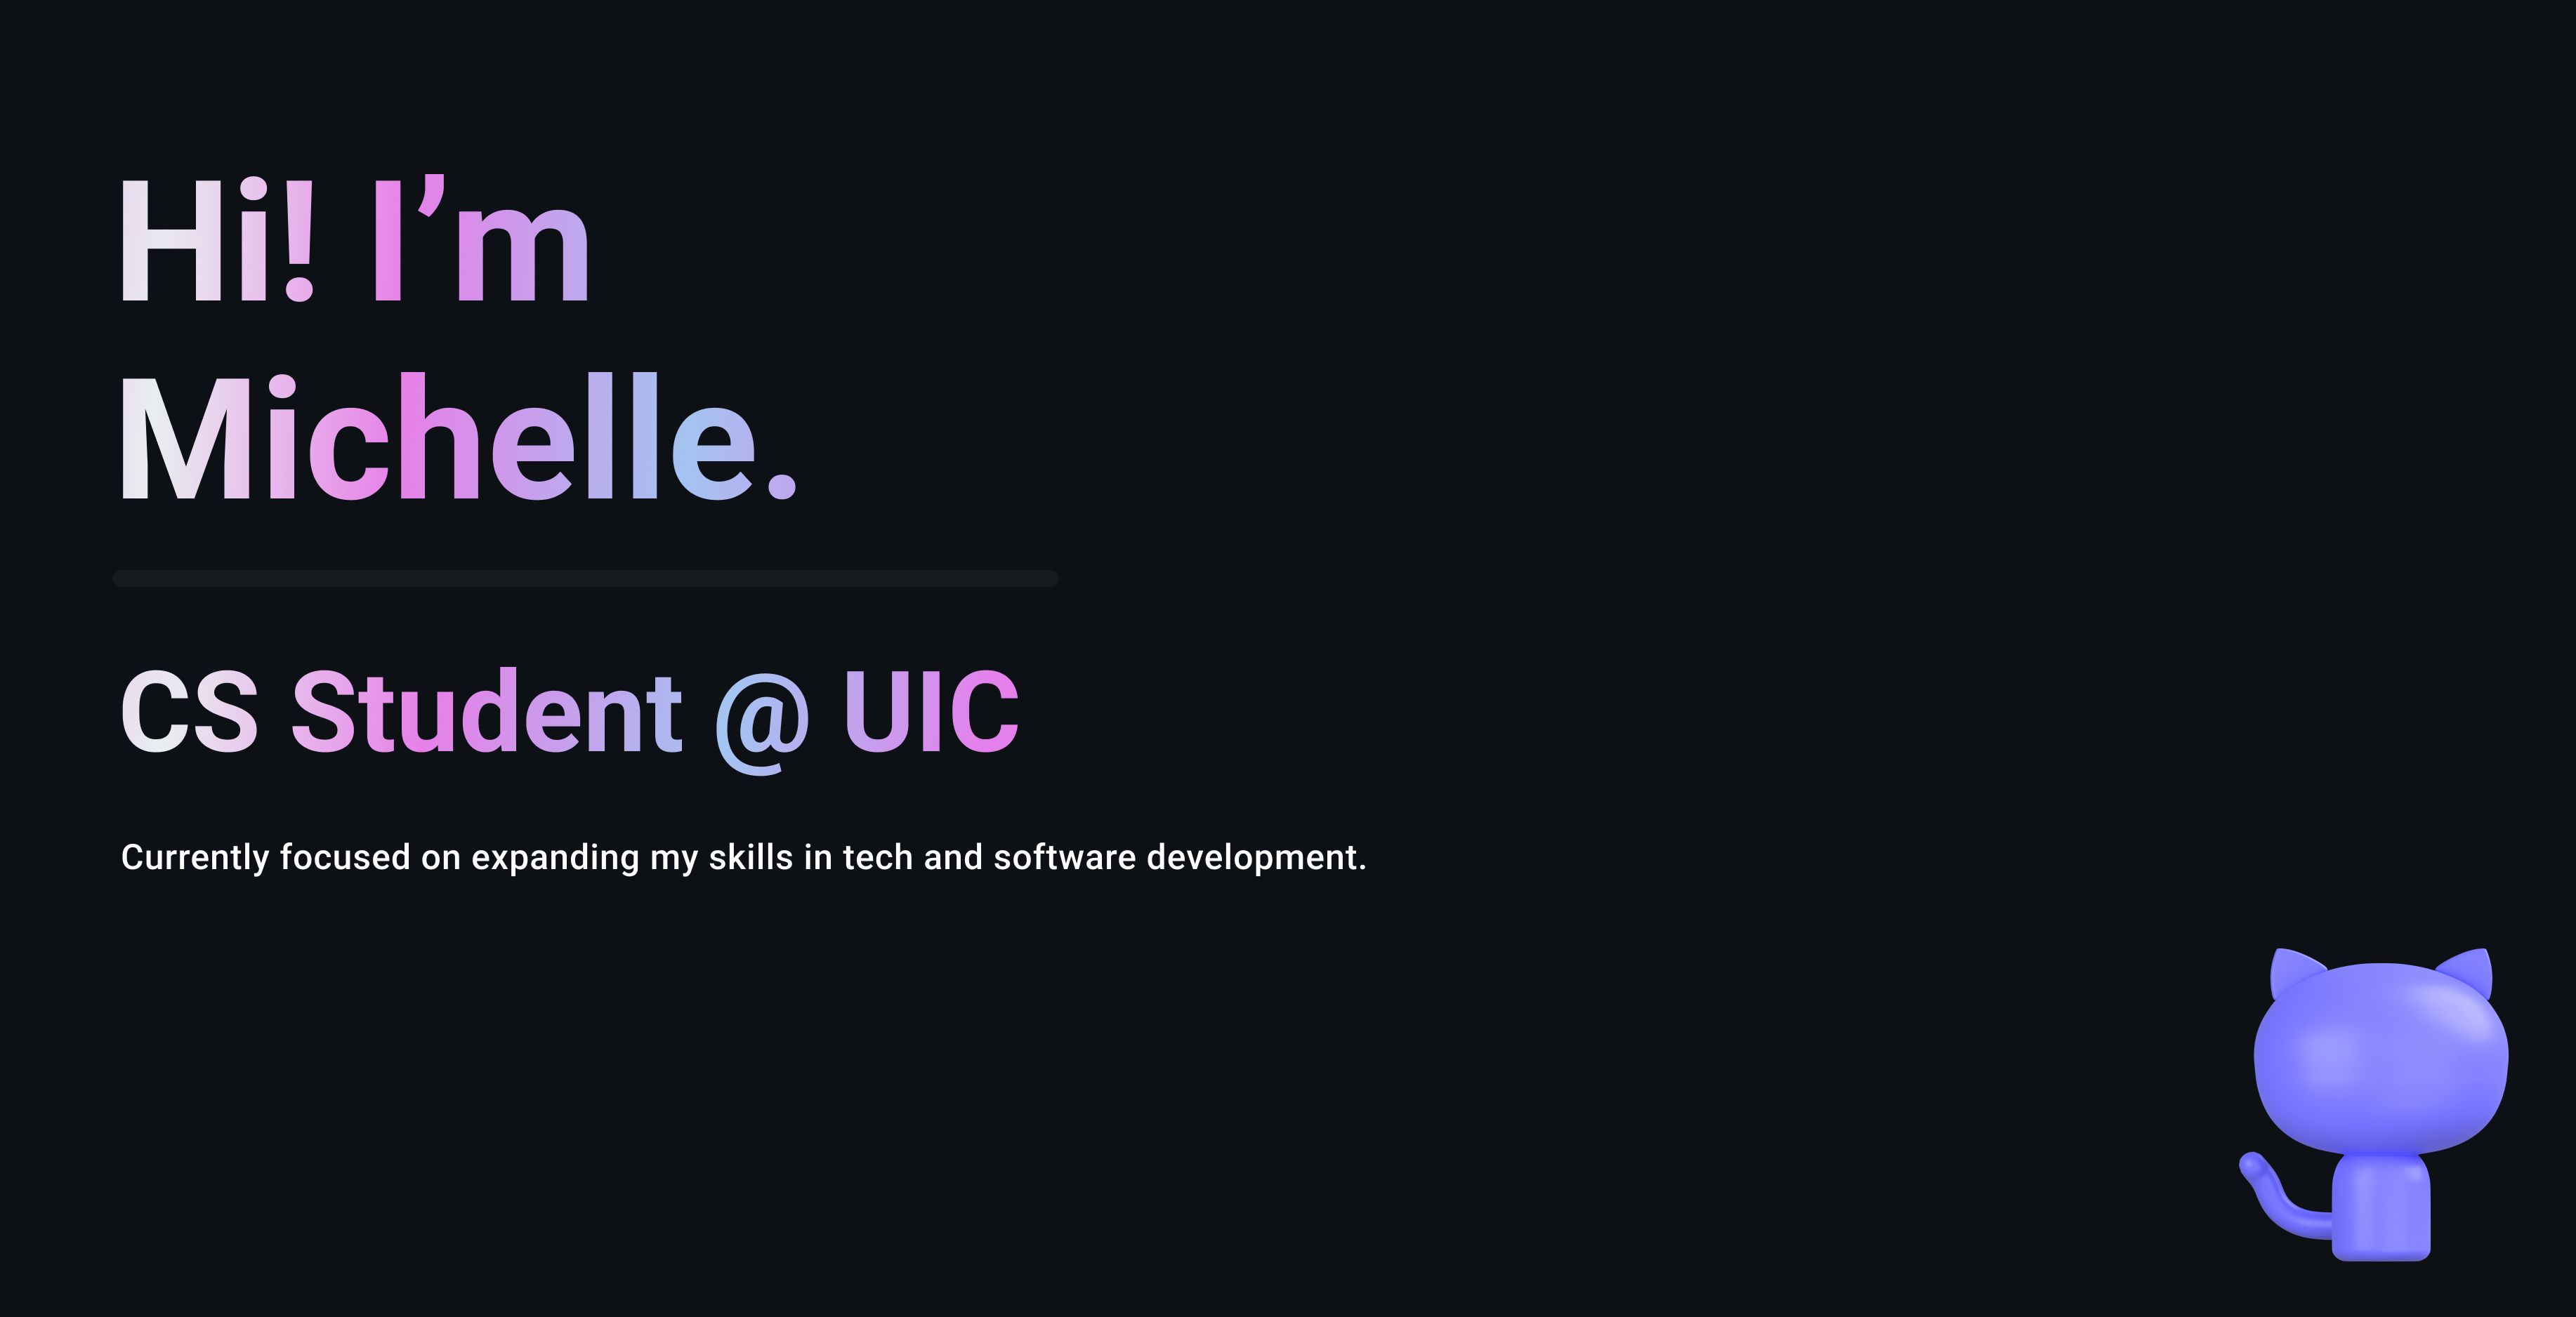 Hi! I’m
Michelle.
CS Student @ UIC
Currently focused on expanding my skills in tech and software development.